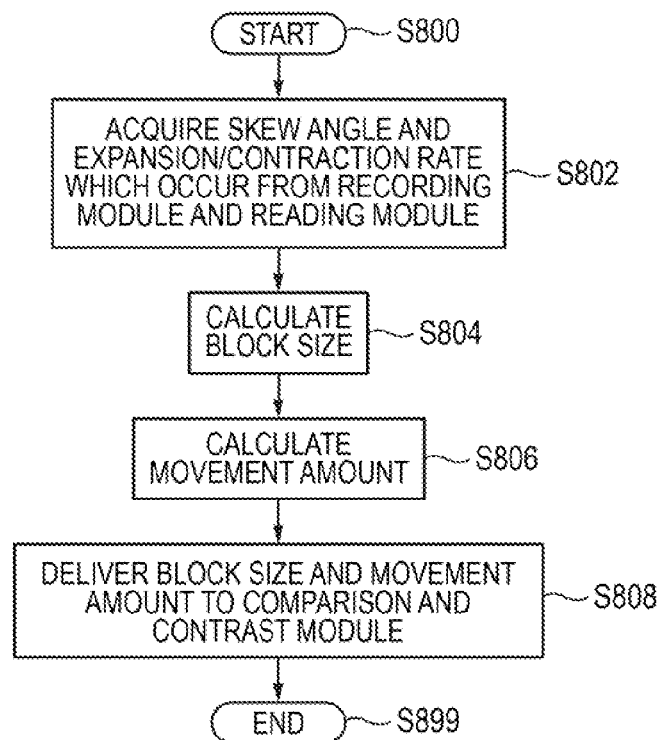 START S800
ACQUIRE SKEW ANGLE AND
EXPANSION/CONTRACTION RATE
WHICH OCCUR FROM RECORDING
MODULE AND READING MODULE
S802
CALCULATE
BLOCK SIZE
S804
CALCULATE
MOVEMENT AMOUNT
S806
DELIVER BLOCK SIZE AND MOVEMENT
AMOUNT TO COMPARISON AND
CONTRAST MODULE
S808
END S899